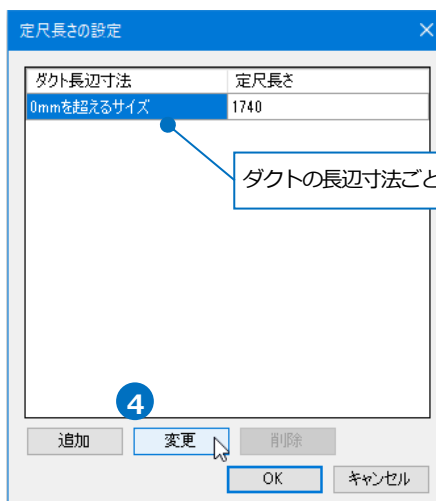 定尺長さの設定
ダクト長辺寸法 定尺長さ
0mmを超えるサイズ 1740
ダクトの長辺寸法ごと
4
追加 変更 削除
OK キャンセル